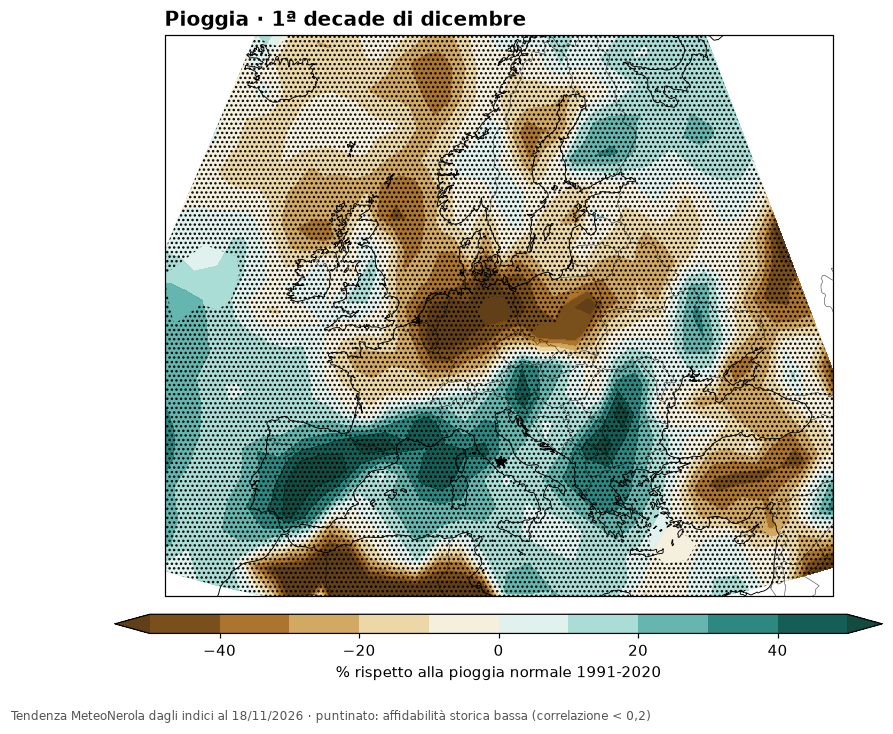 Pioggia · 1ª decade di dicembre
−40 −20 0 20 40
% rispetto alla pioggia normale 1991-2020
Tendenza MeteoNerola dagli indici al 18/11/2026 · puntinato: affidabilità storica bassa (correlazione < 0,2)